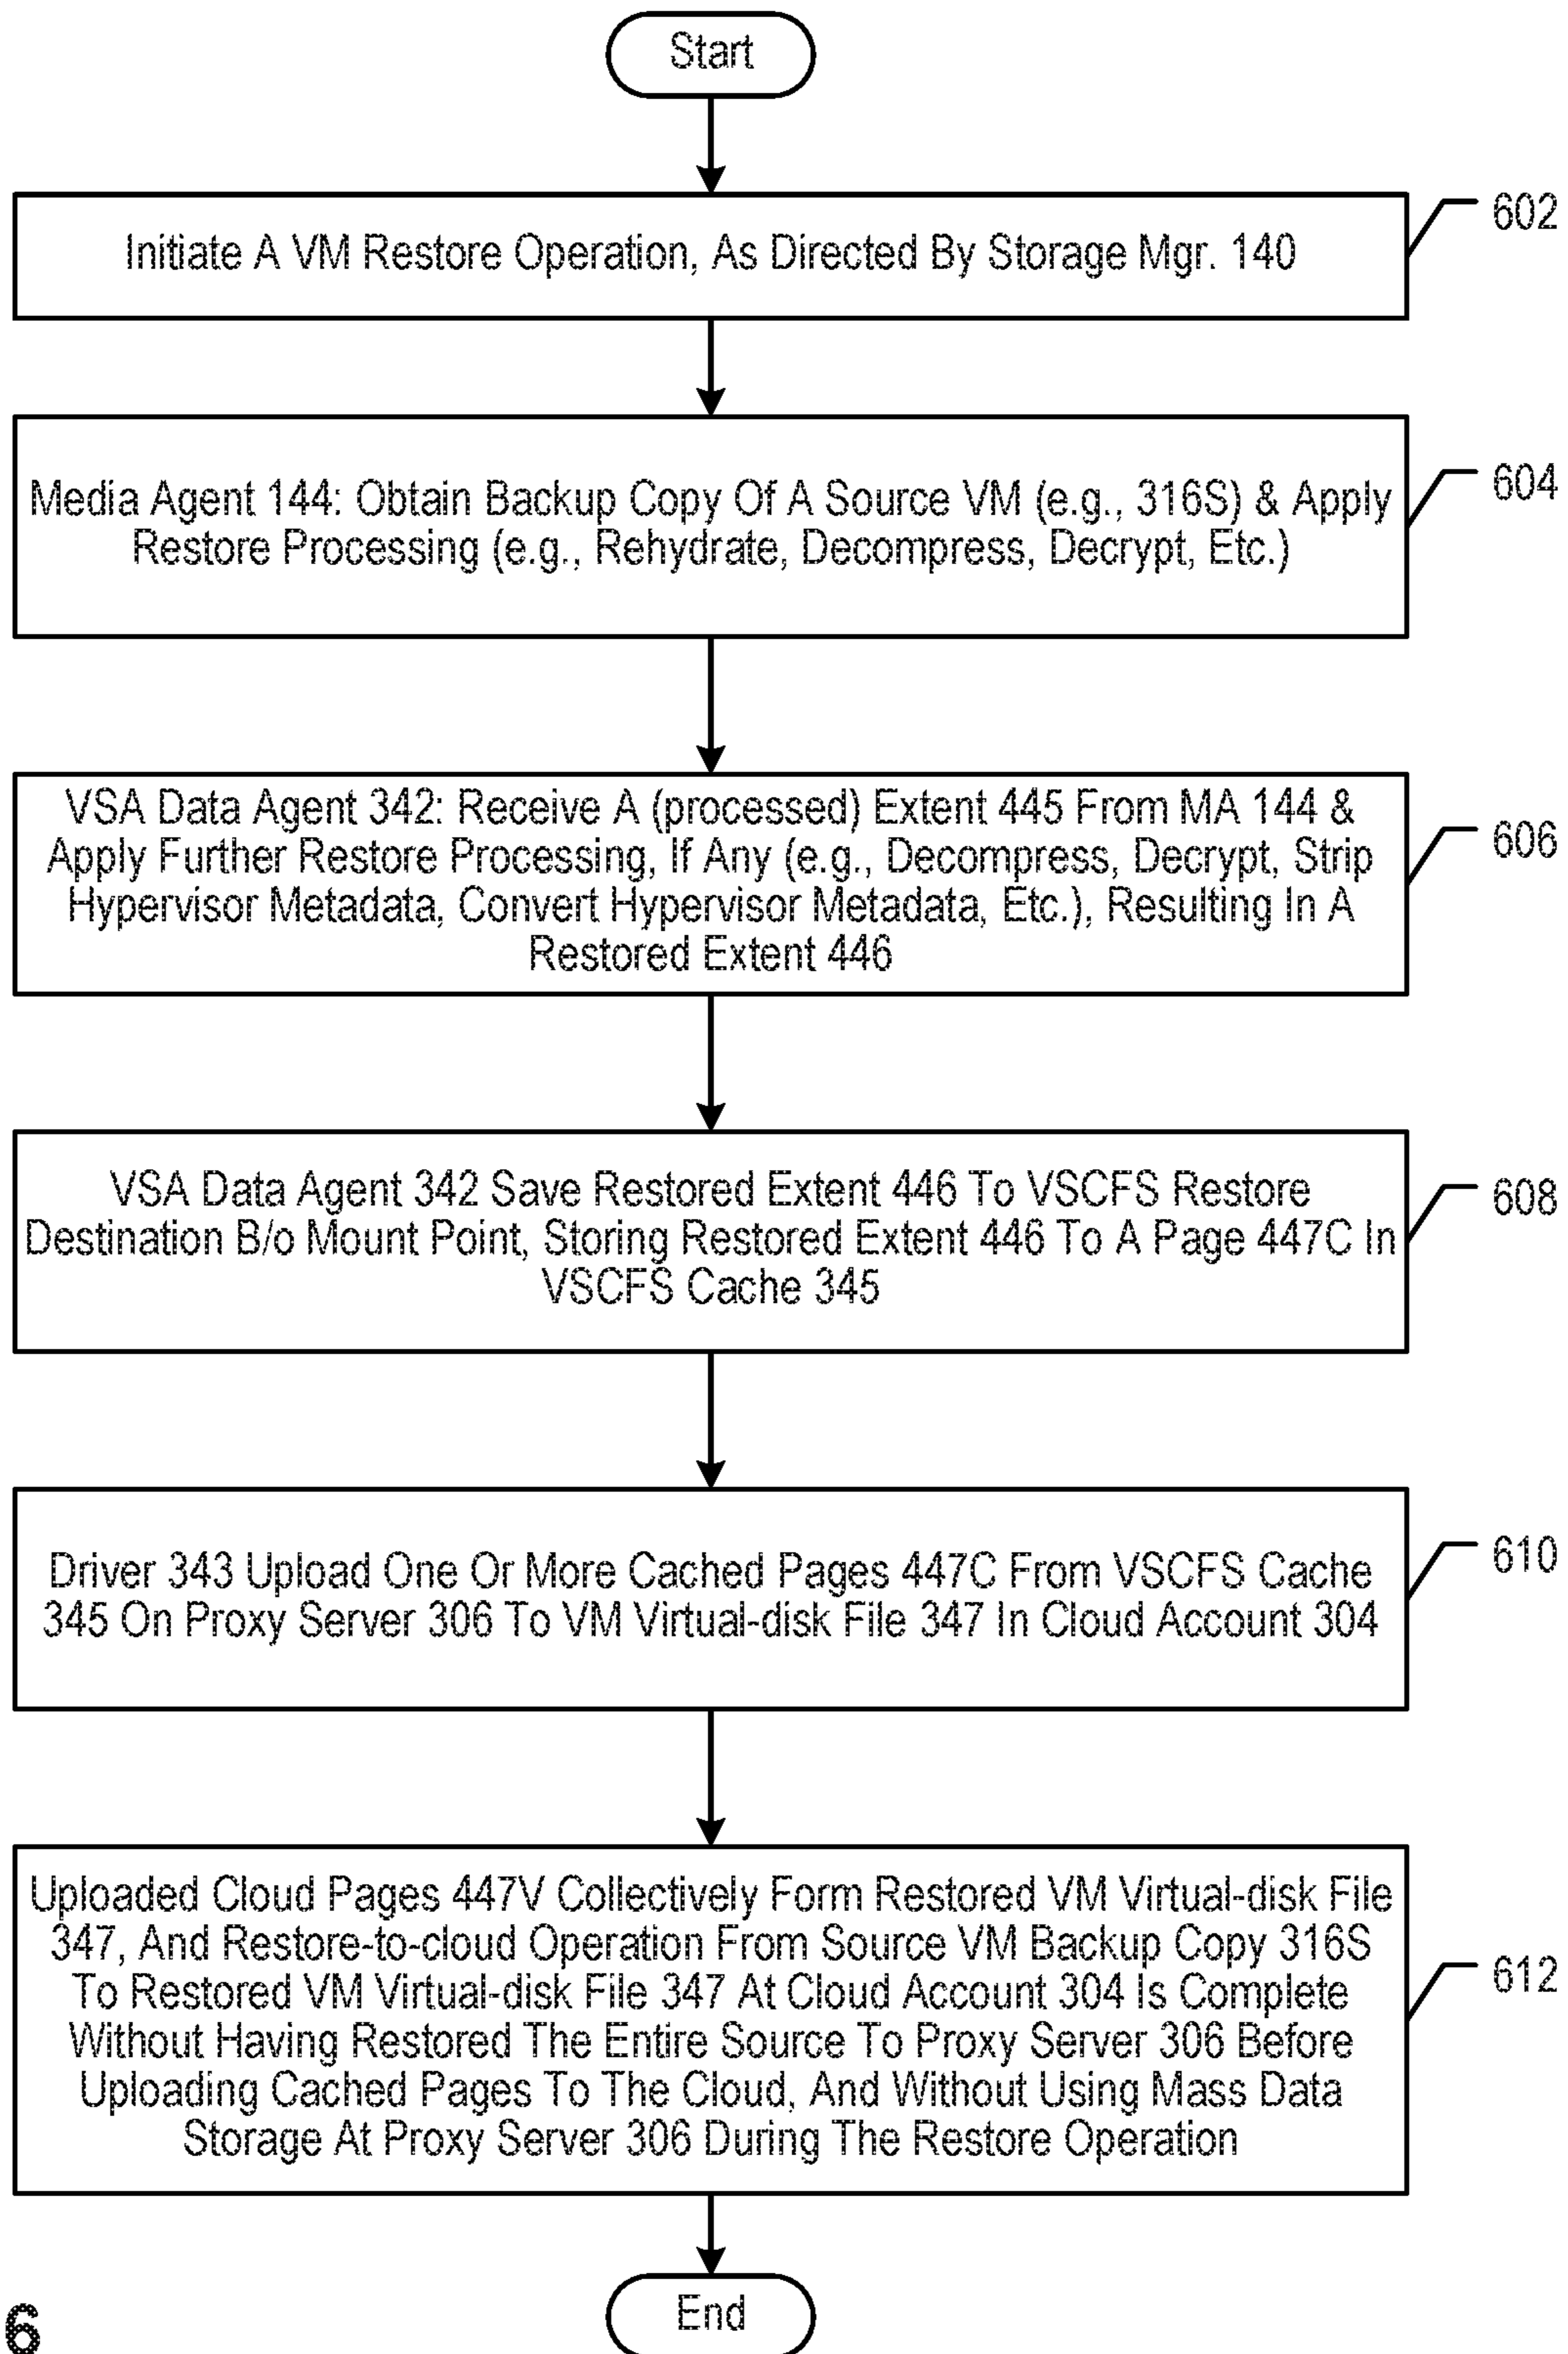 Start
Initiate A VM Restore Operation, As Directed By Storage Mgr. 140
602
Media Agent 144: Obtain Backup Copy Of A Source VM (e.g., 316S) & Apply
Restore Processing (e.g., Rehydrate, Decompress, Decrypt, Etc.)
604
VSA Data Agent 342: Receive A (processed) Extent 445 From MA 144 &
Apply Further Restore Processing, If Any (e.g., Decompress, Decrypt, Strip
Hypervisor Metadata, Convert Hypervisor Metadata, Etc.), Resulting In A
Restored Extent 446
606
VSA Data Agent 342 Save Restored Extent 446 To VSCFS Restore
Destination B/o Mount Point, Storing Restored Extent 446 To A Page 447C In
VSCFS Cache 345
608
Driver 343 Upload One Or More Cached Pages 447C From VSCFS Cache
345 On Proxy Server 306 To VM Virtual-disk File 347 In Cloud Account 304
610
Uploaded Cloud Pages 447V Collectively Form Restored VM Virtual-disk File
347, And Restore-to-cloud Operation From Source VM Backup Copy 316S
To Restored VM Virtual-disk File 347 At Cloud Account 304 Is Complete
Without Having Restored The Entire Source To Proxy Server 306 Before
Uploading Cached Pages To The Cloud, And Without Using Mass Data
Storage At Proxy Server 306 During The Restore Operation
612
End
6